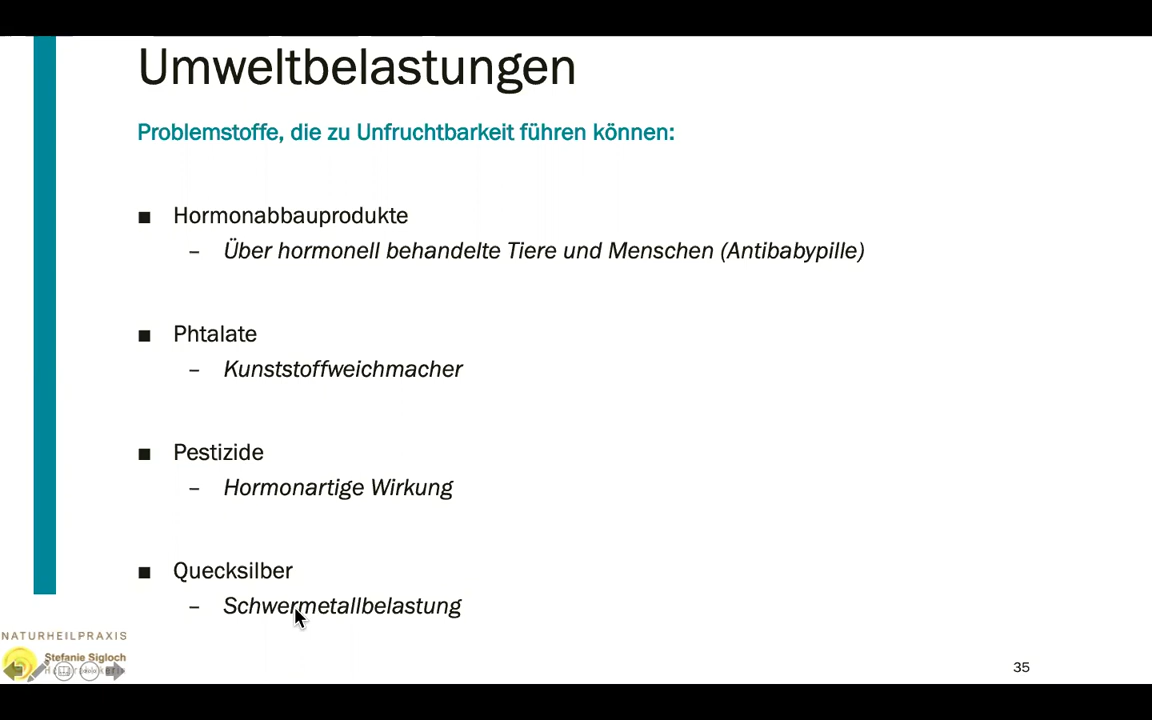 Umweltbelastungen
Problemstoffe, die zu Unfruchtbarkeit führen können:
■ Hormonabbauprodukte
– Über hormonell behandelte Tiere und Menschen (Antibabypille)
■ Phtalate
– Kunststoffweichmacher
■ Pestizide
– Hormonartige Wirkung
■ Quecksilber
– Schwermetallbelastung
NATURHEILPRAXIS
Stefanie Sigloch
35